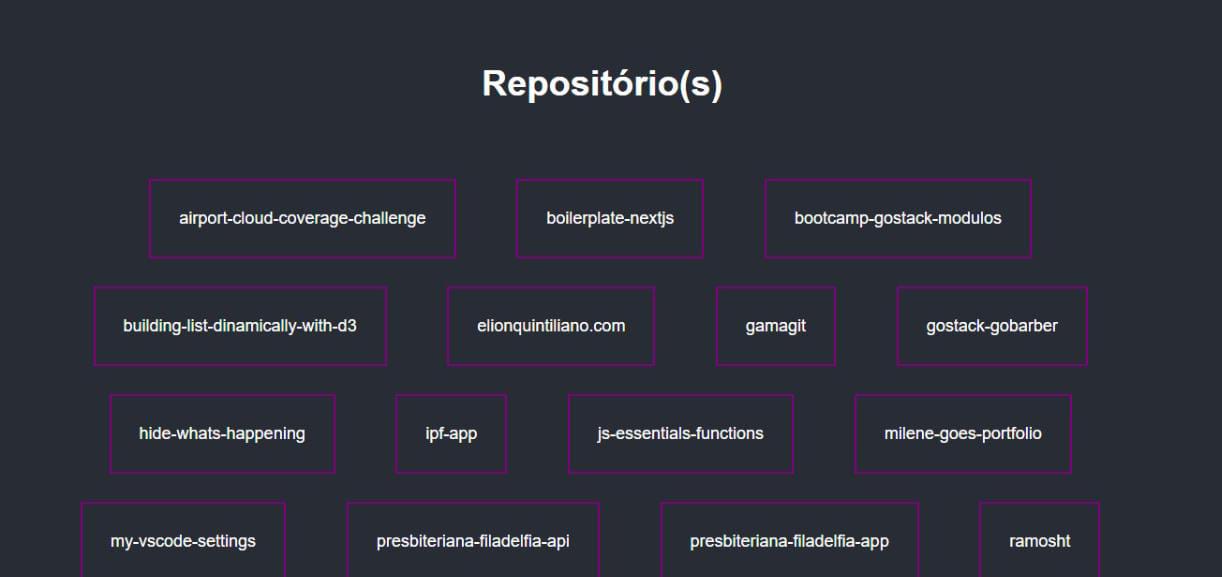 Repositório(s)
airport-cloud-coverage-challenge boilerplate-nextjs bootcamp-gostack-modulos
building-list-dinamically-with-d3 elionquintiliano.com gamagit gostack-gobarber
hide-whats-happening ipf-app js-essentials-functions milene-goes-portfolio
my-vscode-settings presbiteriana-filadelfia-api presbiteriana-filadelfia-app ramosht